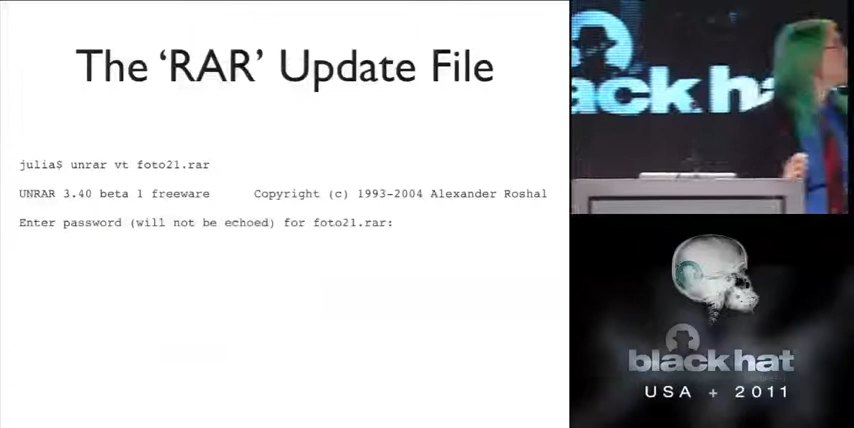 The ‘RAR’ Update File
julia$ unrar vt foto21.rar
UNRAR 3.40 beta 1 freeware Copyright (c) 1993-2004 Alexander Roshal
Enter password (will not be echoed) for foto21.rar:
ack h
black hat
USA + 2011